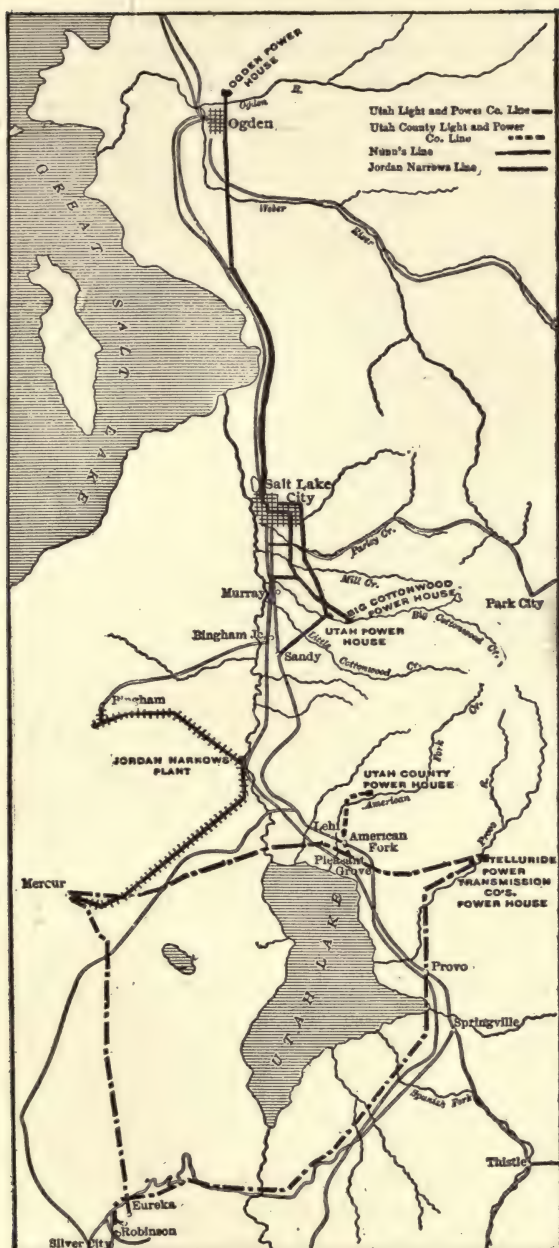 OGDEN POWER
HOUSE
Ogden
R.
Ogden
Utah Light and Power Co. Line
Utah County Light and Power
Co. Line
Nunn's Line
Jordan Narrows Line
Weber
River
GREAT SALT LAKE
Salt Lake
City
Parley Cr.
Mill Cr.
BIG COTTONWOOD
POWER HOUSE
Park City
Murray
Big Cottonwood Cr.
UTAH POWER
HOUSE
Bingham Jc.
Little Cottonwood Cr.
Sandy
Bingham
JORDAN NARROWS
PLANT
UTAH COUNTY
POWER HOUSE
American Fork Cr.
Provo R.
Lehi
American
Fork
Pleasant
Grove
TELLURIDE
POWER
TRANSMISSION
CO'S.
POWER HOUSE
Mercur
UTAH LAKE
Provo
Springville
Spanish Fork
Thistle
Eureka
Robinson
Silver City